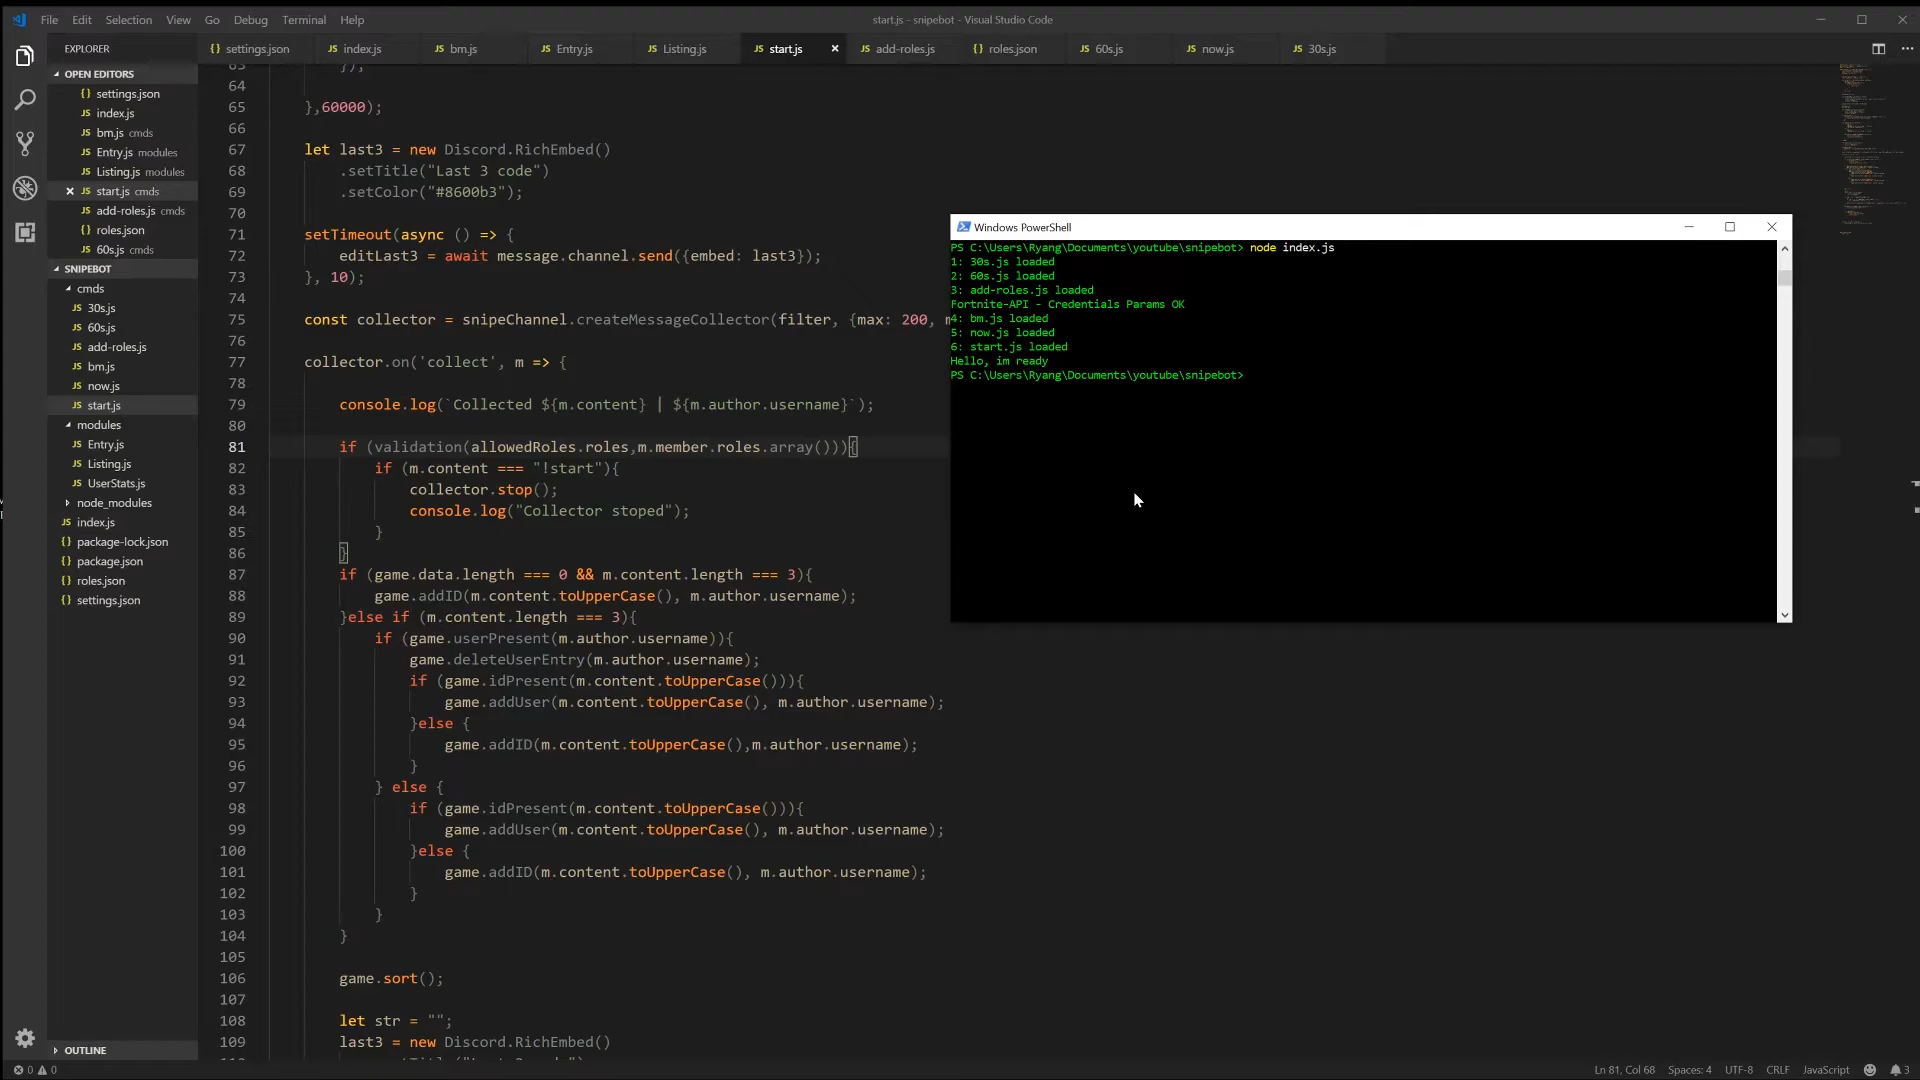 File Edit Selection View Go Debug Terminal Help
start.js - snipebot - Visual Studio Code
EXPLORER
{} settings.json
JS index.js
JS bm.js
JS Entry.js
JS Listing.js
JS start.js ×
JS add-roles.js
{} roles.json
JS 60s.js
JS now.js
JS 30s.js
OPEN EDITORS
{} settings.json
JS index.js
JS bm.js cmds
JS Entry.js modules
JS Listing.js modules
× JS start.js cmds
JS add-roles.js cmds
{} roles.json
JS 60s.js cmds
SNIPEBOT
cmds
JS 30s.js
JS 60s.js
JS add-roles.js
JS bm.js
JS now.js
JS start.js
modules
JS Entry.js
JS Listing.js
JS UserStats.js
node_modules
JS index.js
{} package-lock.json
{} package.json
{} roles.json
{} settings.json
OUTLINE
63 });
64
65 },60000);
66
67 let last3 = new Discord.RichEmbed()
68 .setTitle("Last 3 code")
69 .setColor("#8600b3");
70
71 setTimeout(async () => {
72 editLast3 = await message.channel.send({embed: last3});
73 }, 10);
74
75 const collector = snipeChannel.createMessageCollector(filter, {max: 200, m
76
77 collector.on('collect', m => {
78
79 console.log(`Collected ${m.content} | ${m.author.username}`);
80
81 if (validation(allowedRoles.roles,m.member.roles.array())){
82 if (m.content === "!start"){
83 collector.stop();
84 console.log("Collector stoped");
85 }
86 }
87 if (game.data.length === 0 && m.content.length === 3){
88 game.addID(m.content.toUpperCase(), m.author.username);
89 }else if (m.content.length === 3){
90 if (game.userPresent(m.author.username)){
91 game.deleteUserEntry(m.author.username);
92 if (game.idPresent(m.content.toUpperCase())){
93 game.addUser(m.content.toUpperCase(), m.author.username);
94 }else {
95 game.addID(m.content.toUpperCase(),m.author.username);
96 }
97 } else {
98 if (game.idPresent(m.content.toUpperCase())){
99 game.addUser(m.content.toUpperCase(), m.author.username);
100 }else {
101 game.addID(m.content.toUpperCase(), m.author.username);
102 }
103 }
104 }
105
106 game.sort();
107
108 let str = "";
109 last3 = new Discord.RichEmbed()
Windows PowerShell
PS C:\Users\Ryang\Documents\youtube\snipebot> node index.js
1: 30s.js loaded
2: 60s.js loaded
3: add-roles.js loaded
Fortnite-API - Credentials Params OK
4: bm.js loaded
5: now.js loaded
6: start.js loaded
Hello, im ready
PS C:\Users\Ryang\Documents\youtube\snipebot>
0 0
Ln 81, Col 68 Spaces: 4 UTF-8 CRLF JavaScript 3